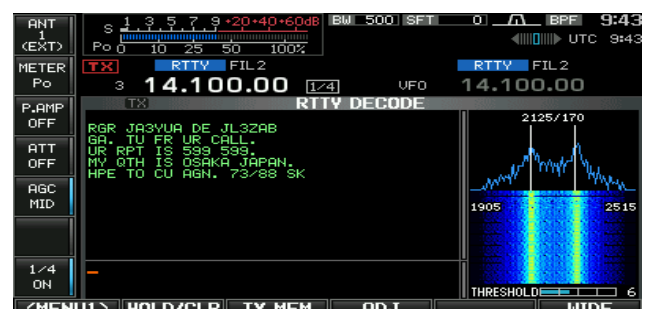 ANT 1 (EXT)
S 1 3 5 7 9 +20+40+60dB BW 500 SFT 0 BPF 9:43
Po 0 10 25 50 100% UTC 9:43
METER Po
TX RTTY FIL2 RTTY FIL2
3 14.100.00 1/4 VFO 14.100.00
P.AMP OFF
TX RTTY DECODE
2125/170
RGR JA3YUA DE JL3ZAB
GA. TU FR UR CALL.
UR RPT IS 599 599.
MY QTH IS OSAKA JAPAN.
HPE TO CU AGN. 73/88 SK
ATT OFF
AGC MID
1905 2515
1/4 ON
THRESHOLD 6
<MENU1> HOLD/CLR TX MEM ADJ WIDE